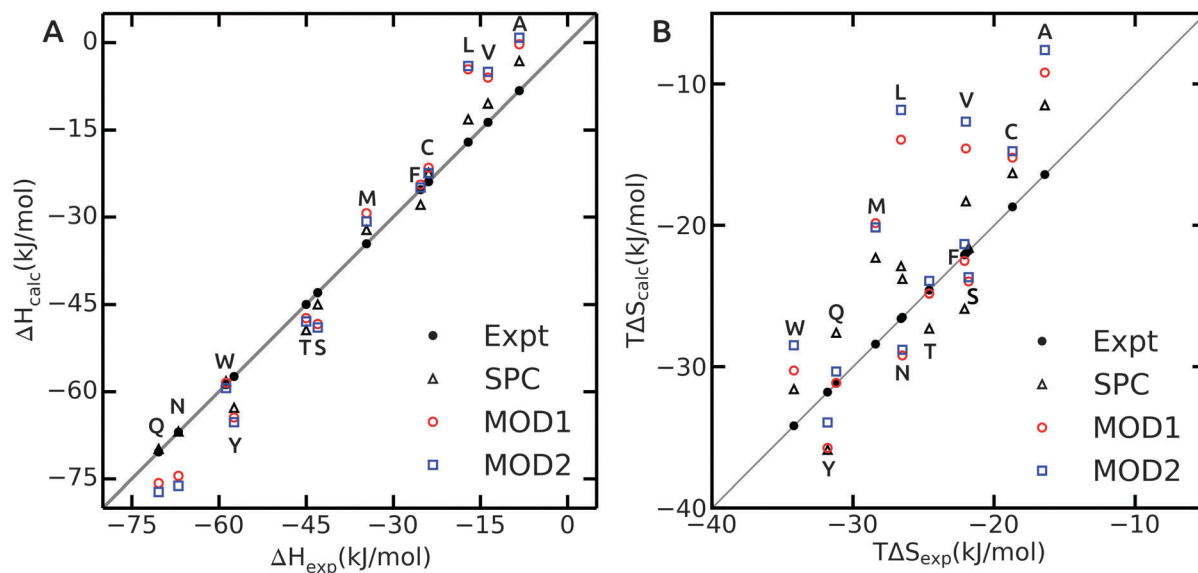 A
0
−15
−30
−45
−60
−75
ΔHcalc(kJ/mol)
L
V
A
C
F
M
T S
W
Y
N
Q
Expt
SPC
MOD1
MOD2
−75 −60 −45 −30 −15 0
ΔHexp(kJ/mol)
B
−10
−20
−30
−40
TΔScalc(kJ/mol)
A
L
V
C
M
F
S
W
Q
T
N
Y
Expt
SPC
MOD1
MOD2
−40 −30 −20 −10
TΔSexp(kJ/mol)